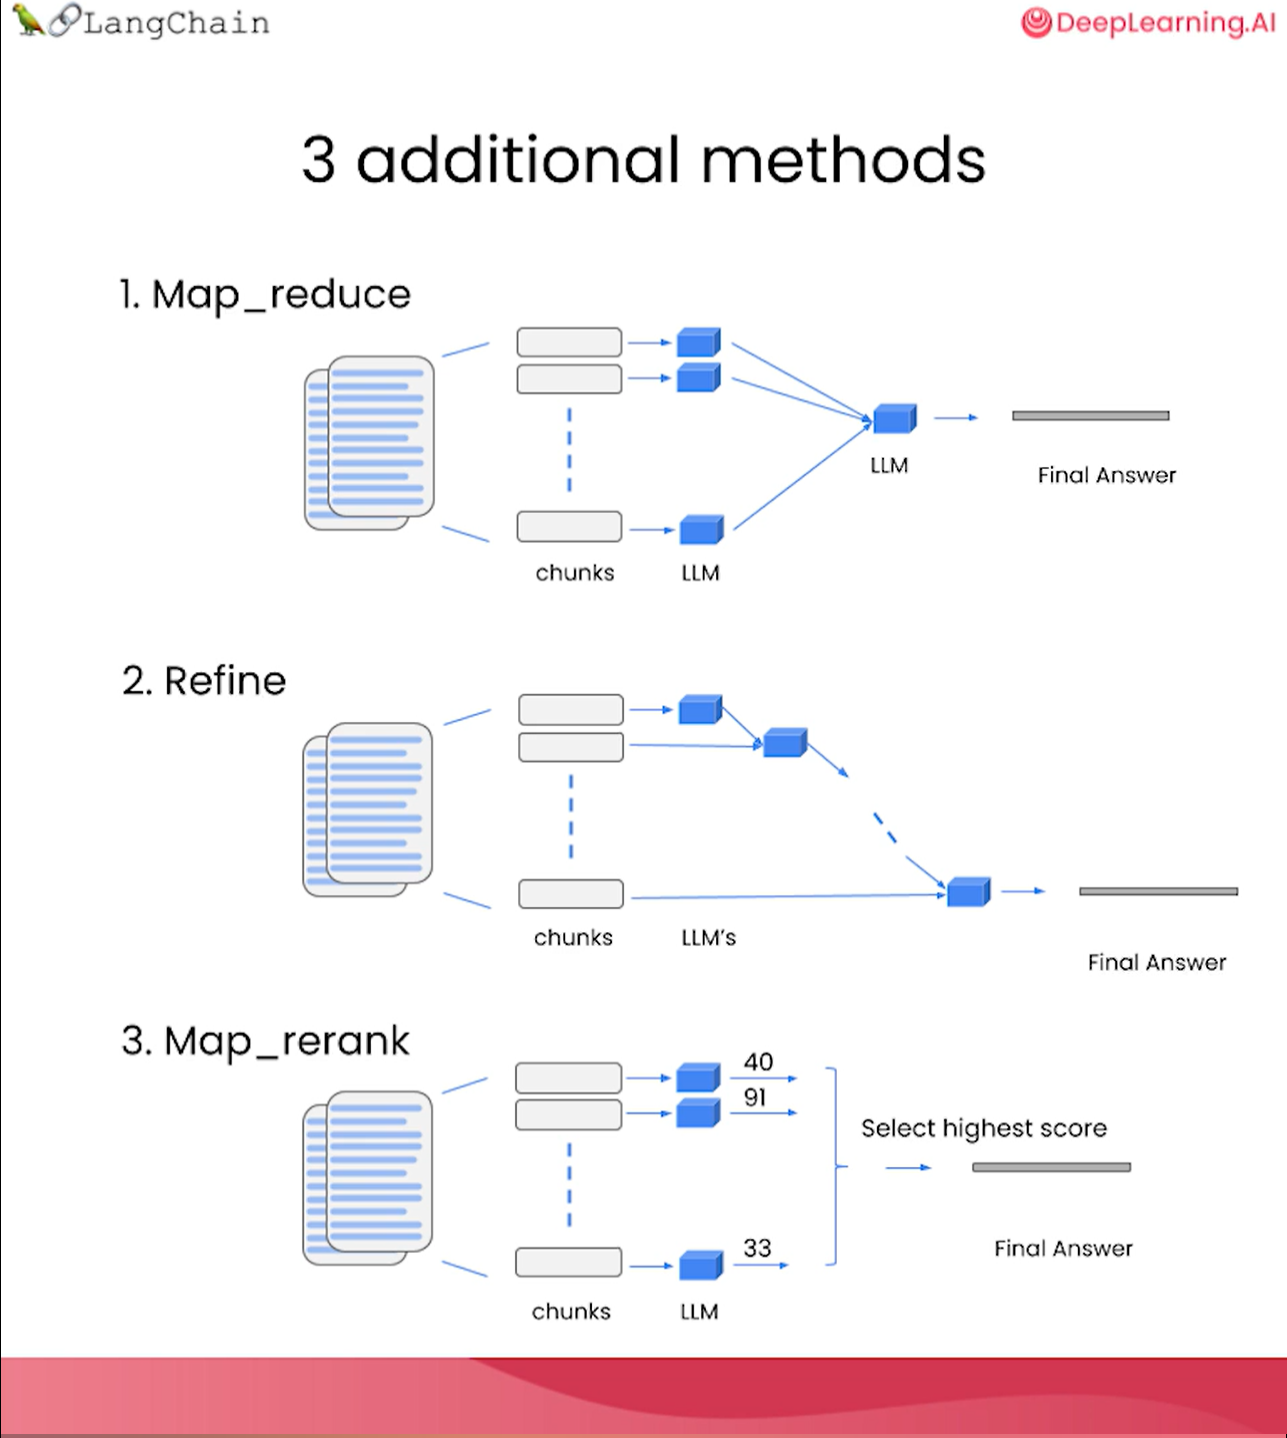 LangChain
DeepLearning.AI
3 additional methods
1. Map_reduce
LLM
Final Answer
chunks
LLM
2. Refine
chunks
LLM's
Final Answer
3. Map_rerank
40
91
Select highest score
33
Final Answer
chunks
LLM